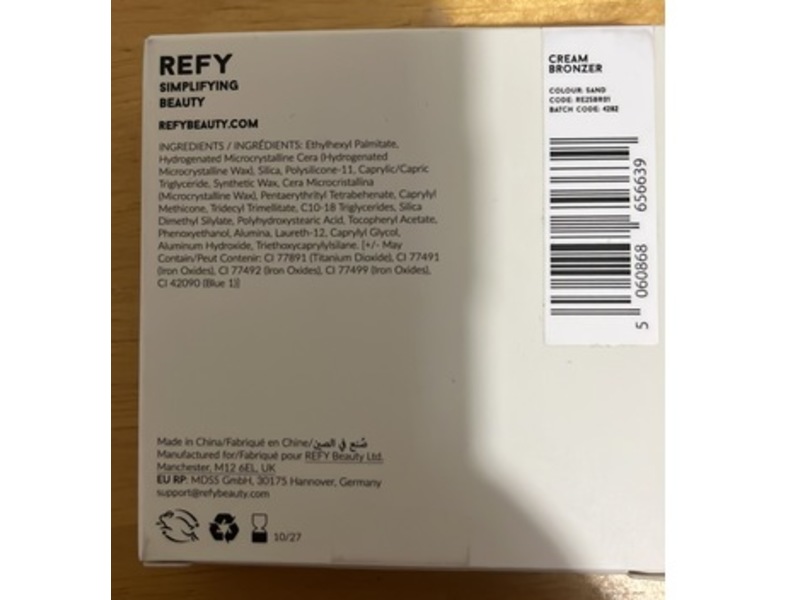 REFY
SIMPLIFYING
BEAUTY
REFYBEAUTY.COM
INGREDIENTS / INGRÉDIENTS: Ethylhexyl Palmitate,
Hydrogenated Microcrystalline Cera (Hydrogenated
Microcrystalline Wax), Silica, Polysilicone-11, Caprylic/Capric
Triglyceride, Synthetic Wax, Cera Microcristallina
(Microcrystalline Wax), Pentaerythrityl Tetrabehenate, Caprylyl
Methicone, Tridecyl Trimellitate, C10-18 Triglycerides, Silica
Dimethyl Silylate, Polyhydroxystearic Acid, Tocopheryl Acetate,
Phenoxyethanol, Alumina, Laureth-12, Caprylyl Glycol,
Aluminum Hydroxide, Triethoxycaprylylsilane. [+/- May
Contain/Peut Contenir: CI 77891 (Titanium Dioxide), CI 77491
(Iron Oxides), CI 77492 (Iron Oxides), CI 77499 (Iron Oxides),
CI 42090 (Blue 1)]
Made in China/Fabriqué en Chine/صُنع في الصين
Manufactured for/Fabriqué pour REFY Beauty Ltd.
Manchester, M12 6EL, UK
EU RP: MDSS GmbH, 30175 Hannover, Germany
support@refybeauty.com
10/27
CREAM
BRONZER
COLOUR: SAND
CODE: RE25BR01
BATCH CODE: 4282
5 060868 656639